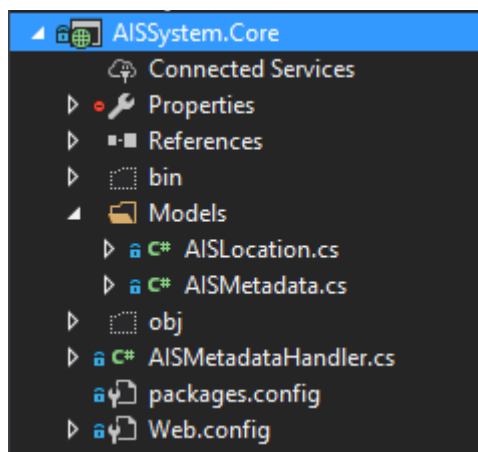 AISSystem.Core
Connected Services
Properties
References
bin
Models
C# AISLocation.cs
C# AISMetadata.cs
obj
C# AISMetadataHandler.cs
packages.config
Web.config